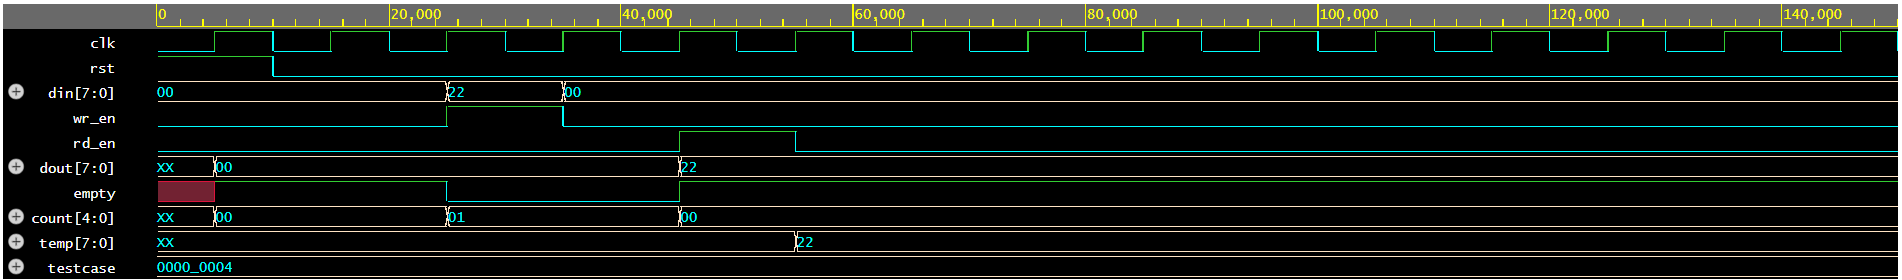 0 20,000 40,000 60,000 80,000 100,000 120,000 140,000
clk
rst
din[7:0] 00 22 00
wr_en
rd_en
dout[7:0] XX 00 22
empty
count[4:0] XX 00 01 00
temp[7:0] XX 22
testcase 0000_0004